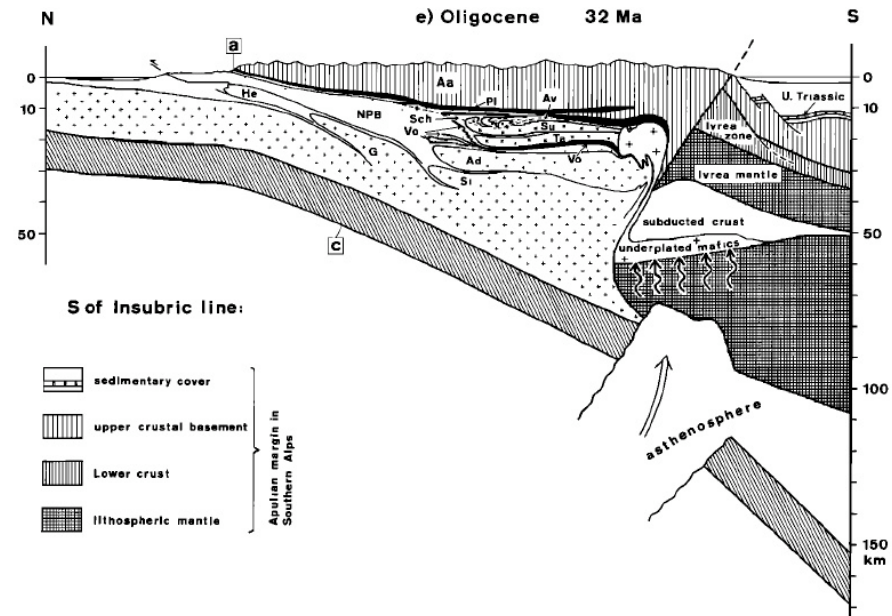 N
e) Oligocene 32 Ma
S
a
0
10
50
He
NPB
G
Aa
Pl
Av
Sch
Su
Vo
Te
Vo
Ad
Si
c
0
10
50
100
150
km
U. Triassic
Ivrea
zone
Ivrea mantle
subducted crust
underplated mafics
asthenosphere
S of Insubric line:
sedimentary cover
upper crustal basement
Lower crust
lithospheric mantle
Apulian margin in
Southern Alps